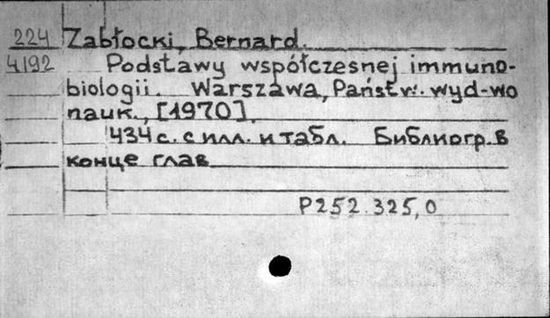 224 Zabłocki, Bernard.
4192 Podstawy współczesnej immuno-
biologii. Warszawa, Państw. wyd-wo
nauk., [1970].
434 с. с илл. и табл. Библиогр. в
конце глав
P252.325,0